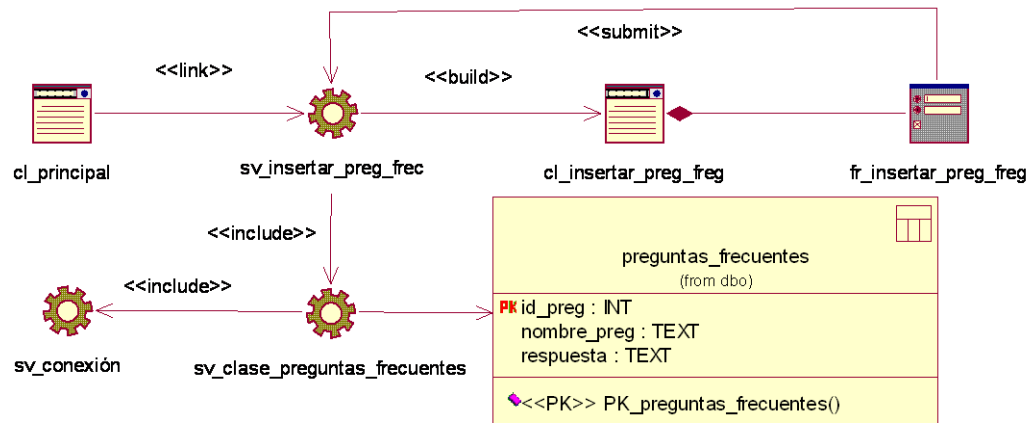 <<submit>>
<<link>>
<<build>>
cl_principal
sv_insertar_preg_frec
cl_insertar_preg_freg
fr_insertar_preg_freg
<<include>>
<<include>>
sv_conexión
sv_clase_preguntas_frecuentes
preguntas_frecuentes
(from dbo)
PK id_preg : INT
nombre_preg : TEXT
respuesta : TEXT
<<PK>> PK_preguntas_frecuentes()